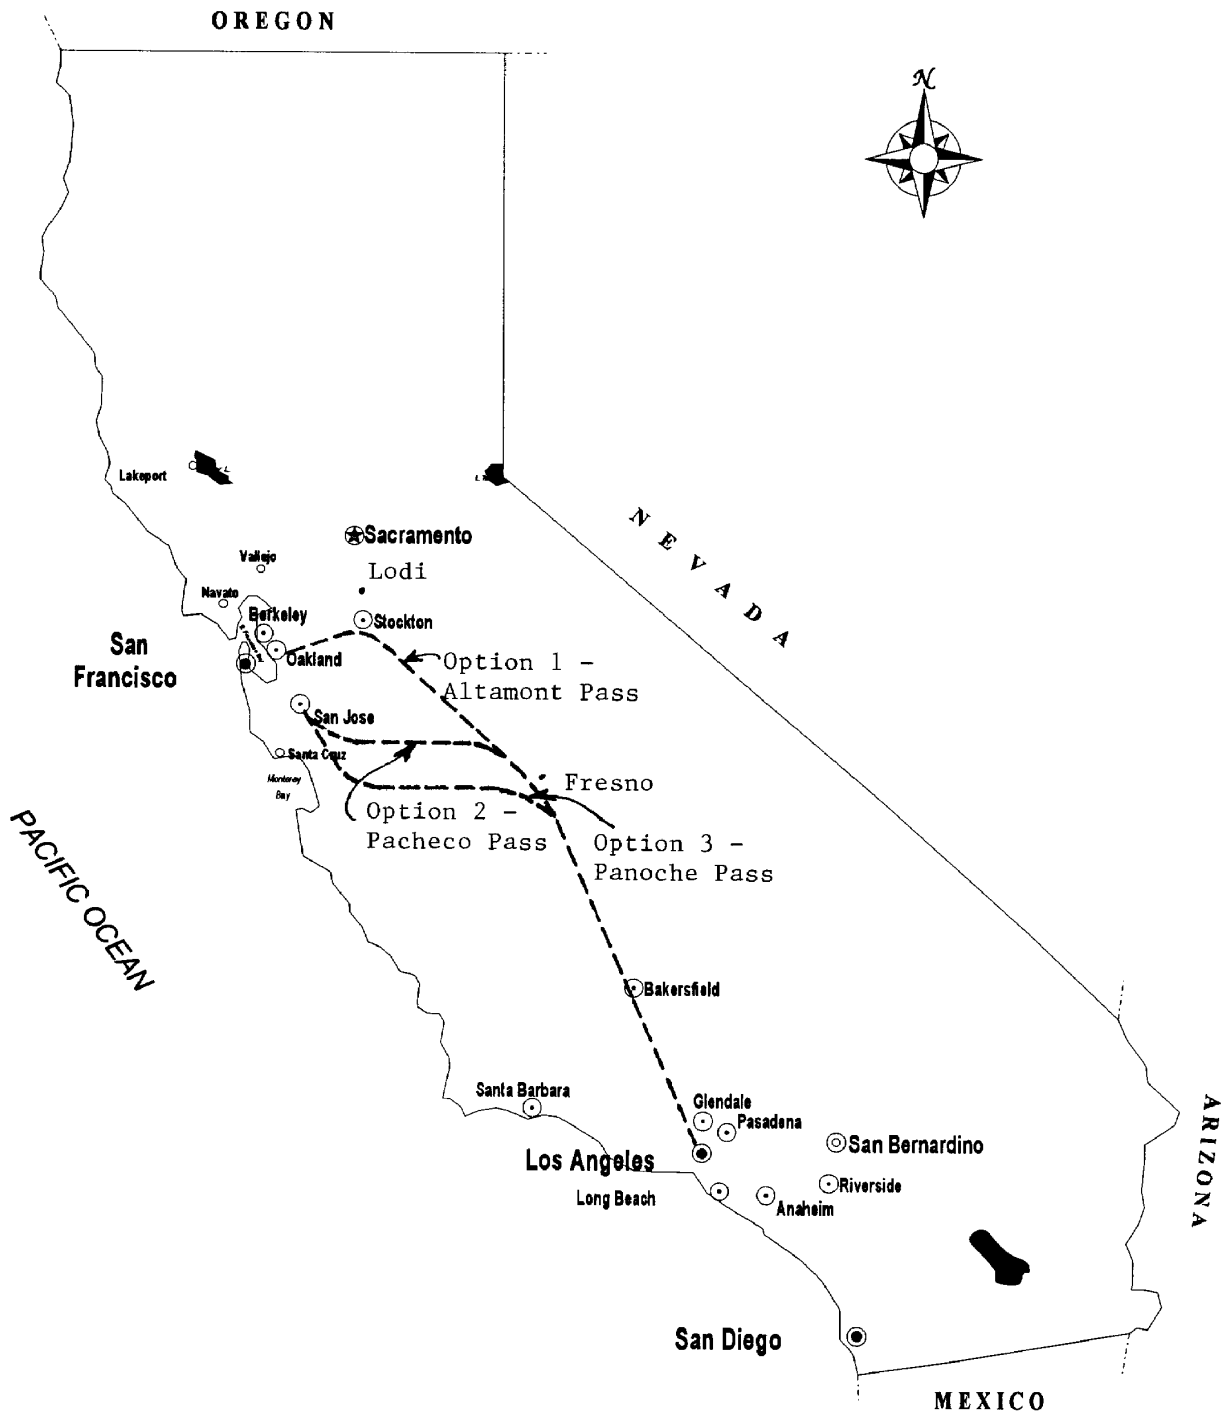 OREGON
N
Lakeport
L
L
NEVADA
Sacramento
Vallejo
Lodi
Navato
Berkeley
Stockton
San
Francisco
Oakland
Option 1 -
Altamont Pass
San Jose
Santa Cruz
Monterey
Bay
Fresno
Option 2 -
Pacheco Pass
Option 3 -
Panoche Pass
PACIFIC OCEAN
Bakersfield
Santa Barbara
Glendale
Pasadena
San Bernardino
Los Angeles
Riverside
Long Beach
Anaheim
ARIZONA
San Diego
MEXICO